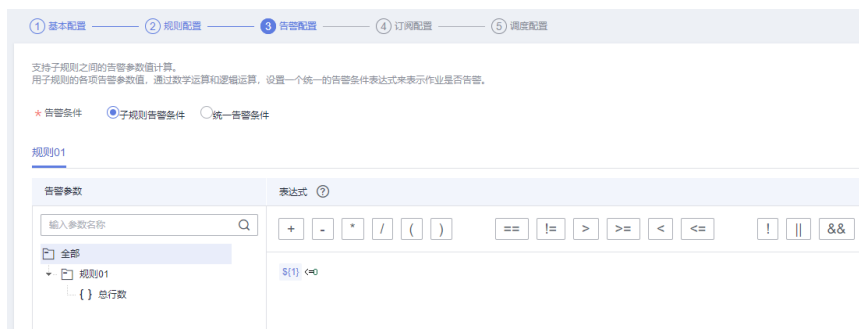 1 基本配置 2 规则配置 3 告警配置 4 订阅配置 5 调度配置
支持子规则之间的告警参数值计算。
用子规则的各项告警参数值，通过数学运算和逻辑运算，设置一个统一的告警条件表达式来表示作业是否告警。
* 告警条件 子规则告警条件 统一告警条件
规则01
告警参数 表达式 ?
输入参数名称 + - * / ( ) == != > >= < <= ! || &&
全部
规则01 ${1} <=0
{ } 总行数